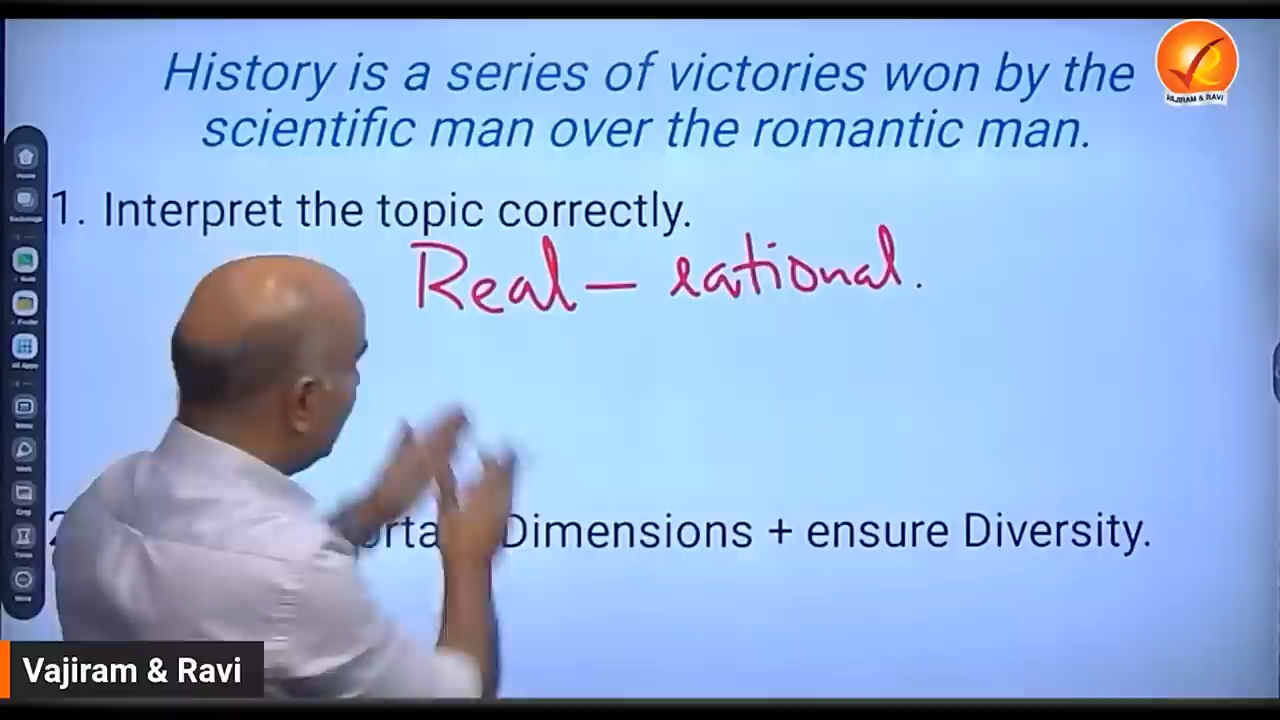 History is a series of victories won by the
scientific man over the romantic man.
VAJIRAM & RAVI
1. Interpret the topic correctly.
Real – rational.
Dimensions + ensure Diversity.
Vajiram & Ravi